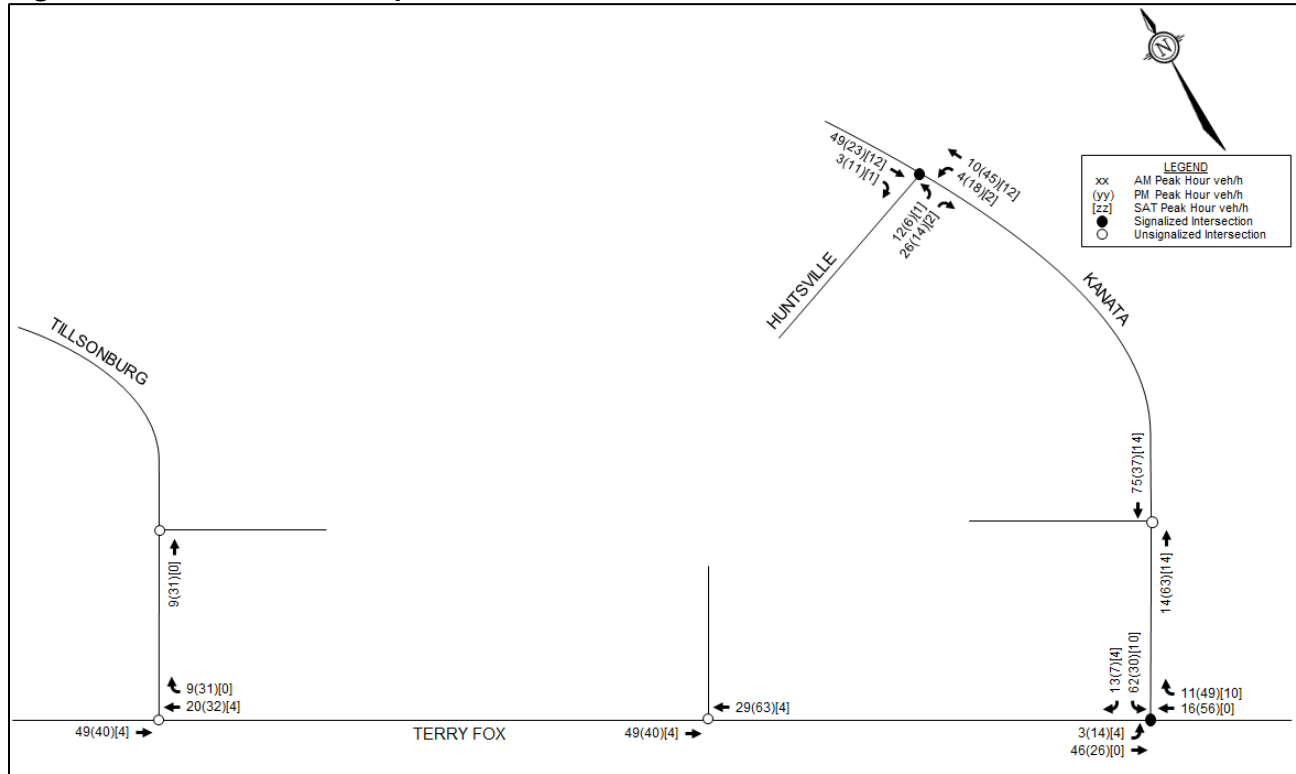 N
LEGEND
xx AM Peak Hour veh/h
(yy) PM Peak Hour veh/h
[zz] SAT Peak Hour veh/h
Signalized Intersection
Unsignalized Intersection
49(23)[12]
3(11)[1]
10(45)[12]
4(18)[2]
12(6)[1]
26(14)[2]
HUNTSVILLE
KANATA
TILLSONBURG
75(37)[14]
9(31)[0]
14(63)[14]
13(7)[4]
62(30)[10]
9(31)[0]
20(32)[4]
29(63)[4]
11(49)[10]
16(56)[0]
49(40)[4]
TERRY FOX
49(40)[4]
3(14)[4]
46(26)[0]